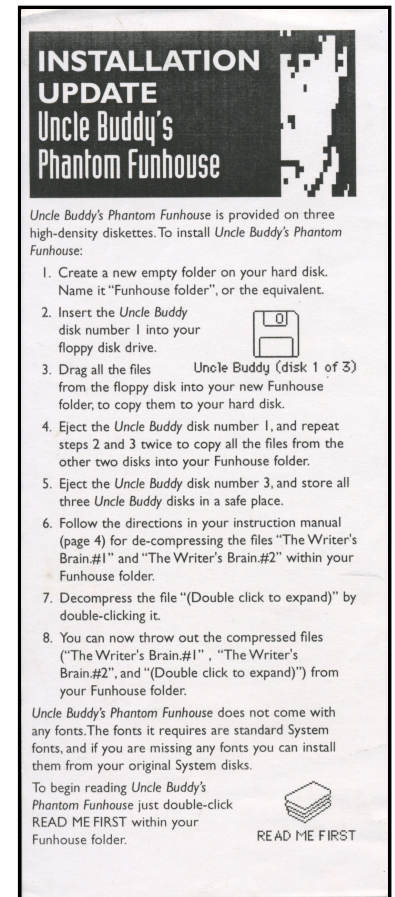 INSTALLATION
UPDATE
Uncle Buddy's
Phantom Funhouse
Uncle Buddy's Phantom Funhouse is provided on three
high-density diskettes. To install Uncle Buddy's Phantom
Funhouse:
1. Create a new empty folder on your hard disk.
Name it "Funhouse folder", or the equivalent.
2. Insert the Uncle Buddy
disk number 1 into your
floppy disk drive.
Uncle Buddy (disk 1 of 3)
3. Drag all the files
from the floppy disk into your new Funhouse
folder, to copy them to your hard disk.
4. Eject the Uncle Buddy disk number 1, and repeat
steps 2 and 3 twice to copy all the files from the
other two disks into your Funhouse folder.
5. Eject the Uncle Buddy disk number 3, and store all
three Uncle Buddy disks in a safe place.
6. Follow the directions in your instruction manual
(page 4) for de-compressing the files "The Writer's
Brain.#1" and "The Writer's Brain.#2" within your
Funhouse folder.
7. Decompress the file "(Double click to expand)" by
double-clicking it.
8. You can now throw out the compressed files
("The Writer's Brain.#1" , "The Writer's
Brain.#2", and "(Double click to expand)") from
your Funhouse folder.
Uncle Buddy's Phantom Funhouse does not come with
any fonts. The fonts it requires are standard System
fonts, and if you are missing any fonts you can install
them from your original System disks.
To begin reading Uncle Buddy's
Phantom Funhouse just double-click
READ ME FIRST within your
Funhouse folder.
READ ME FIRST